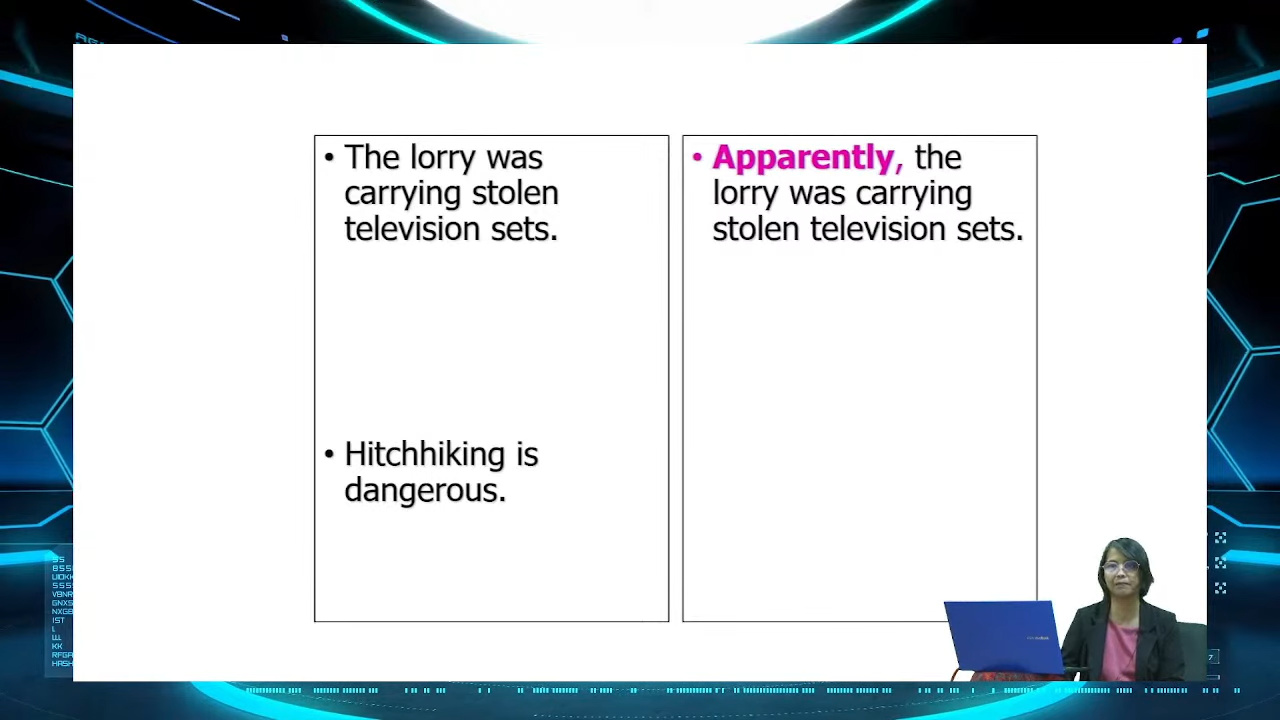 • The lorry was
carrying stolen
television sets.
• Hitchhiking is
dangerous.
• Apparently, the
lorry was carrying
stolen television sets.